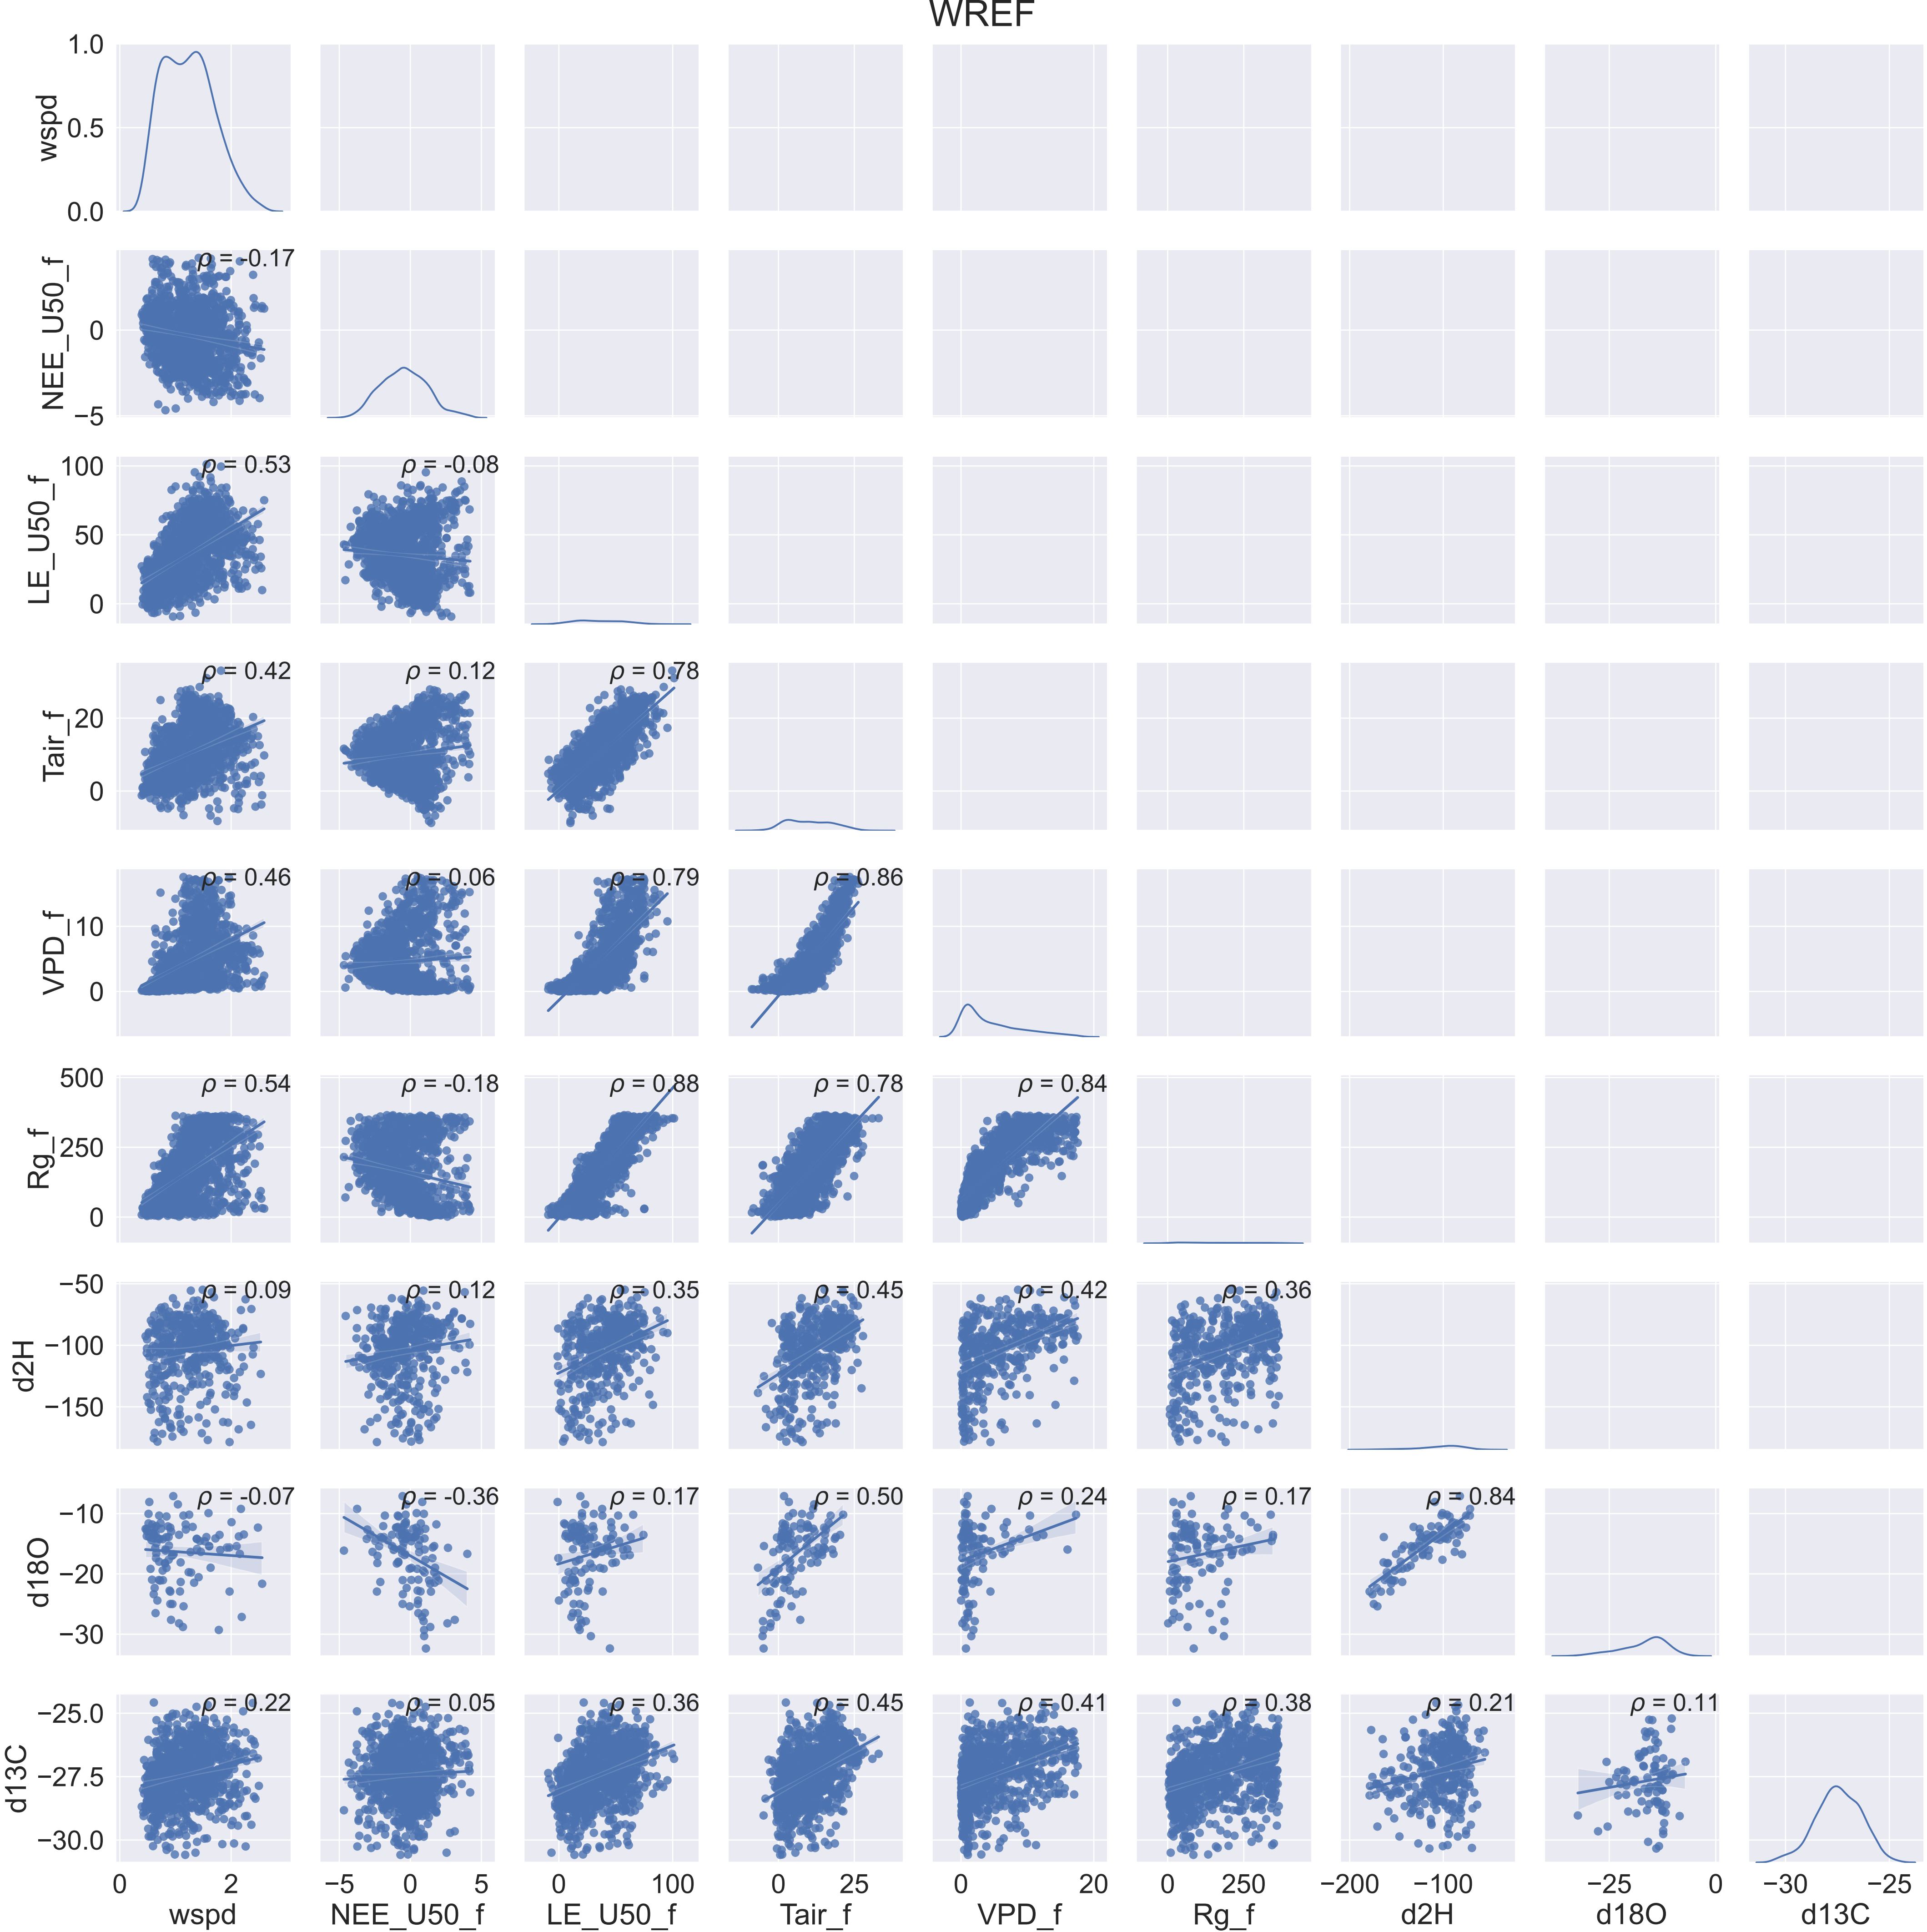 WREF
1.0
0.5
0.0
wspd
ρ = -0.17
0
−5
NEE_U50_f
ρ = 0.53
ρ = -0.08
100
50
0
LE_U50_f
ρ = 0.42
ρ = 0.12
ρ = 0.78
20
0
Tair_f
ρ = 0.46
ρ = 0.06
ρ = 0.79
ρ = 0.86
10
0
VPD_f
ρ = 0.54
ρ = -0.18
ρ = 0.88
ρ = 0.78
ρ = 0.84
500
250
0
Rg_f
ρ = 0.09
ρ = 0.12
ρ = 0.35
ρ = 0.45
ρ = 0.42
ρ = 0.36
−50
−100
−150
d2H
ρ = -0.07
ρ = -0.36
ρ = 0.17
ρ = 0.50
ρ = 0.24
ρ = 0.17
ρ = 0.84
−10
−20
−30
d18O
ρ = 0.22
ρ = 0.05
ρ = 0.36
ρ = 0.45
ρ = 0.41
ρ = 0.38
ρ = 0.21
ρ = 0.11
−25.0
−27.5
−30.0
d13C
0 2 −5 0 5 0 100 0 25 0 20 0 250 −200 −100 −25 0 −30 −25
wspd NEE_U50_f LE_U50_f Tair_f VPD_f Rg_f d2H d18O d13C